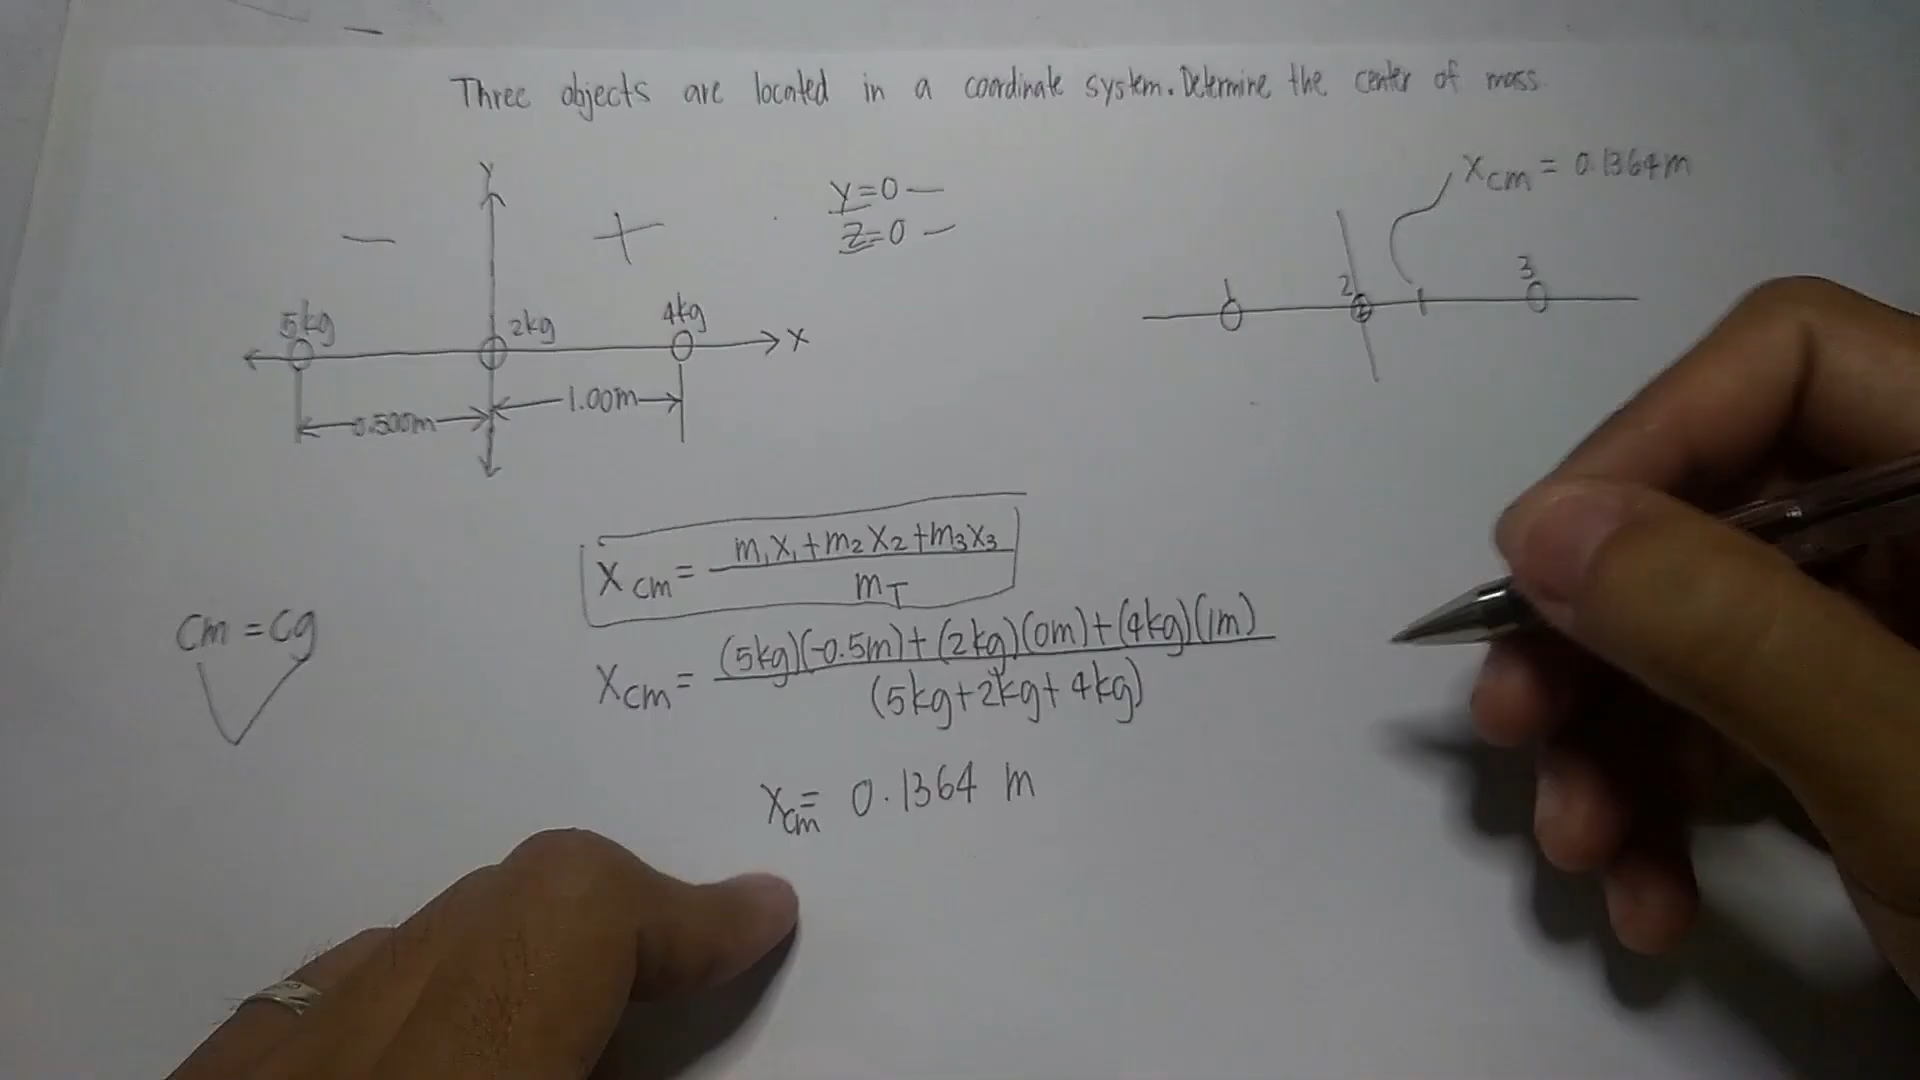 Three objects are located in a coordinate system. Determine the center of mass
y
− +
y=0 —
z=0 —
5kg 2kg 4kg x
0.500m 1.00m
Xcm = 0.1364m
1 2 3
Xcm = m1x1+m2x2+m3x3 / mT
cm = cg
Xcm = (5kg)(-0.5m)+(2kg)(0m)+(4kg)(1m) / (5kg+2kg+4kg)
Xcm = 0.1364 m